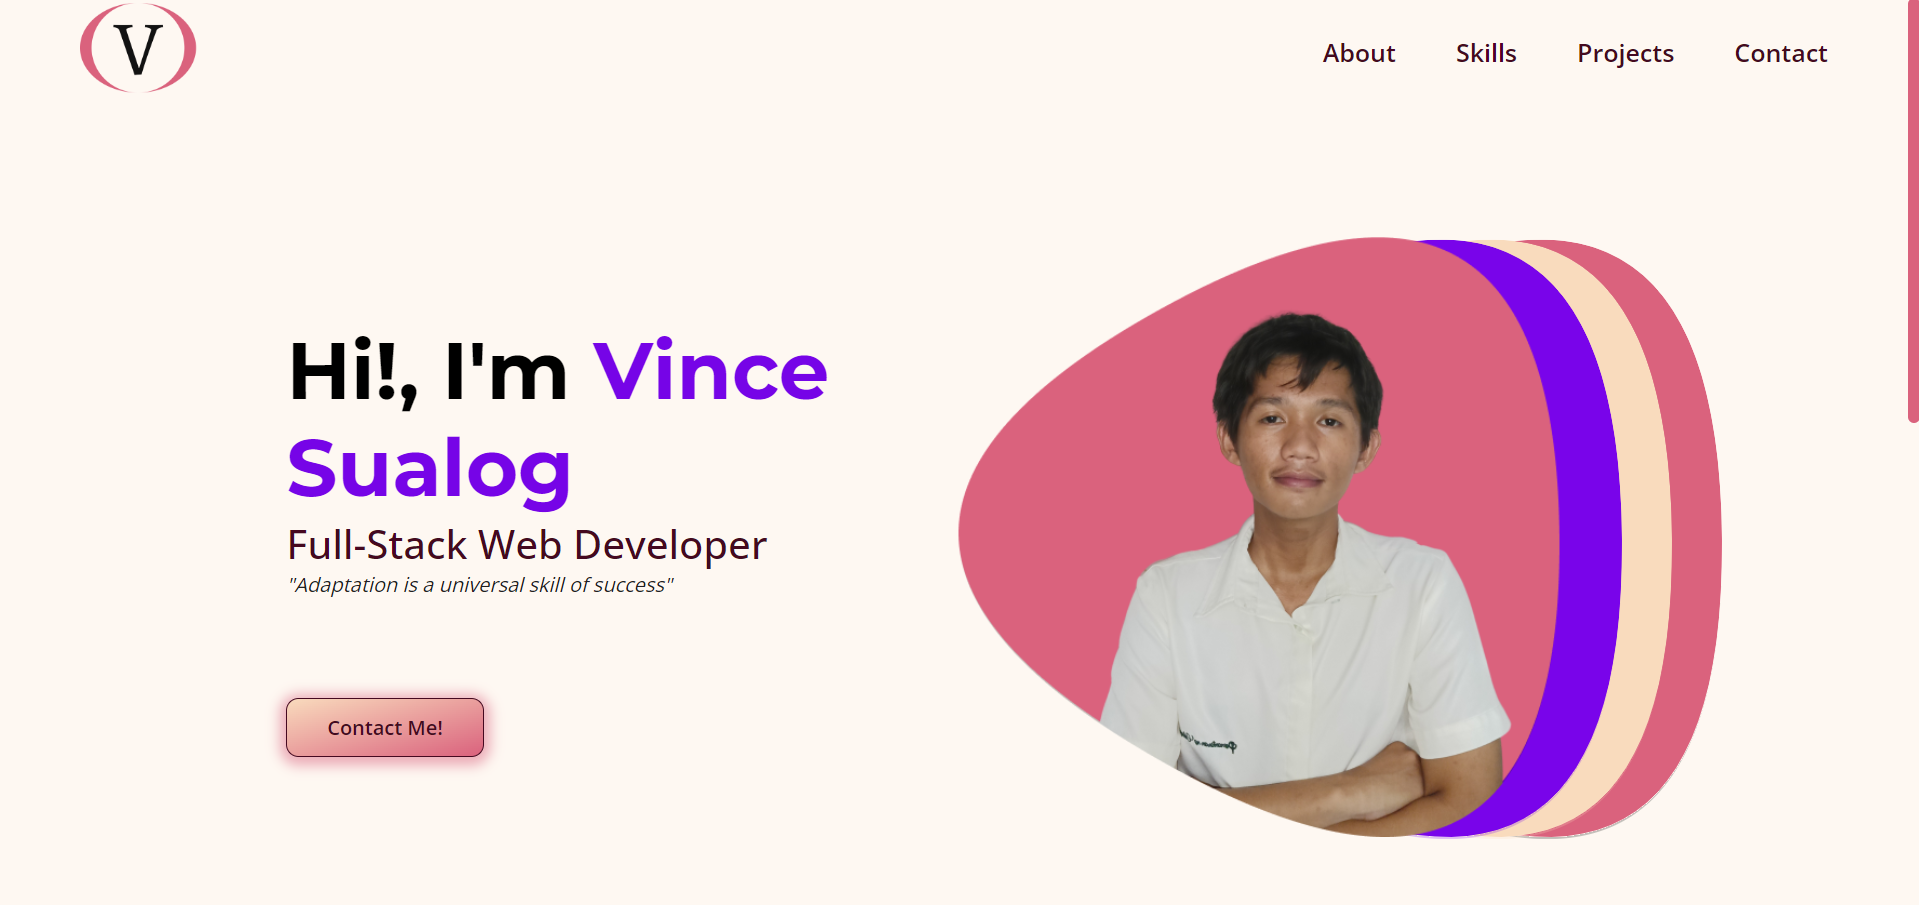 V
About Skills Projects Contact
Hi!, I'm Vince
Sualog
Full-Stack Web Developer
"Adaptation is a universal skill of success"
Contact Me!